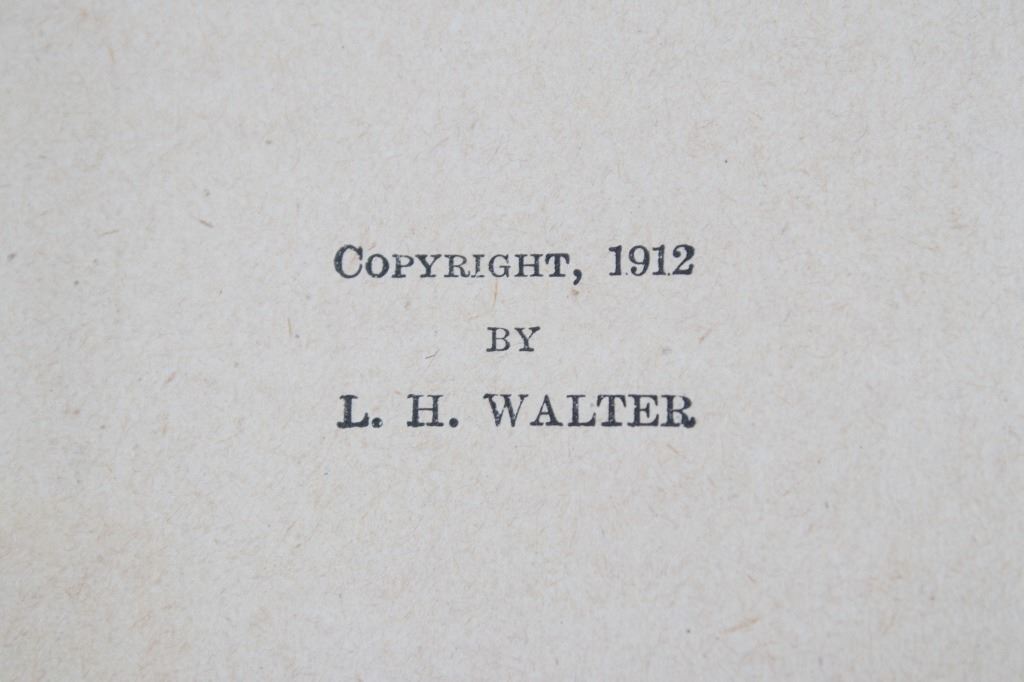 COPYRIGHT, 1912
BY
L. H. WALTER